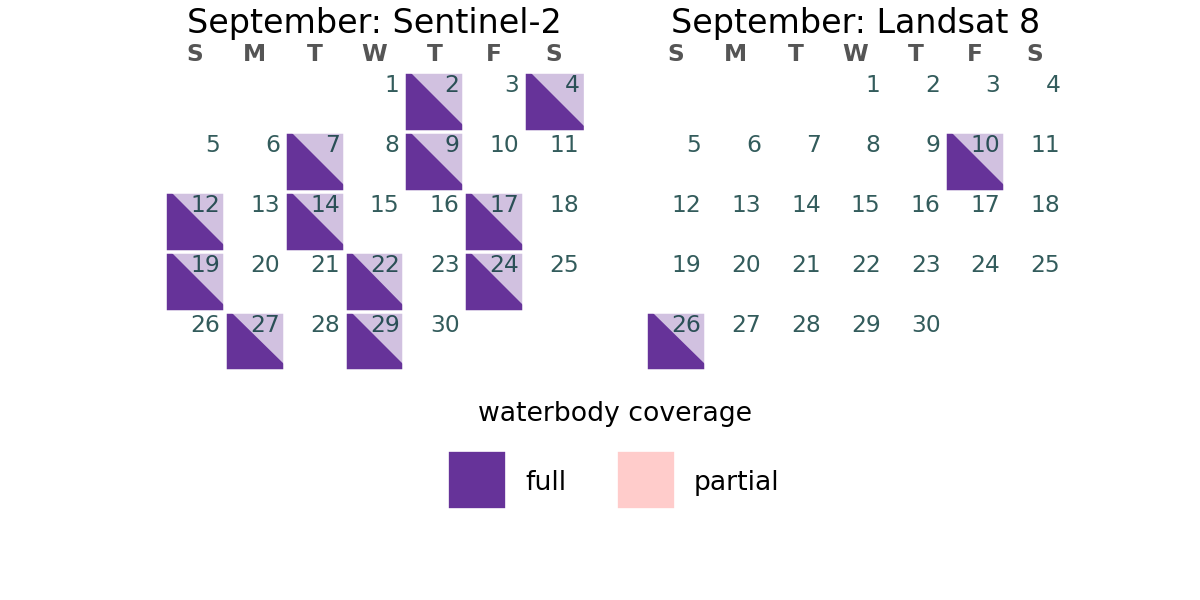 September: Sentinel-2
S M T W T F S
1 2 3 4
5 6 7 8 9 10 11
12 13 14 15 16 17 18
19 20 21 22 23 24 25
26 27 28 29 30
September: Landsat 8
S M T W T F S
1 2 3 4
5 6 7 8 9 10 11
12 13 14 15 16 17 18
19 20 21 22 23 24 25
26 27 28 29 30
waterbody coverage
full partial